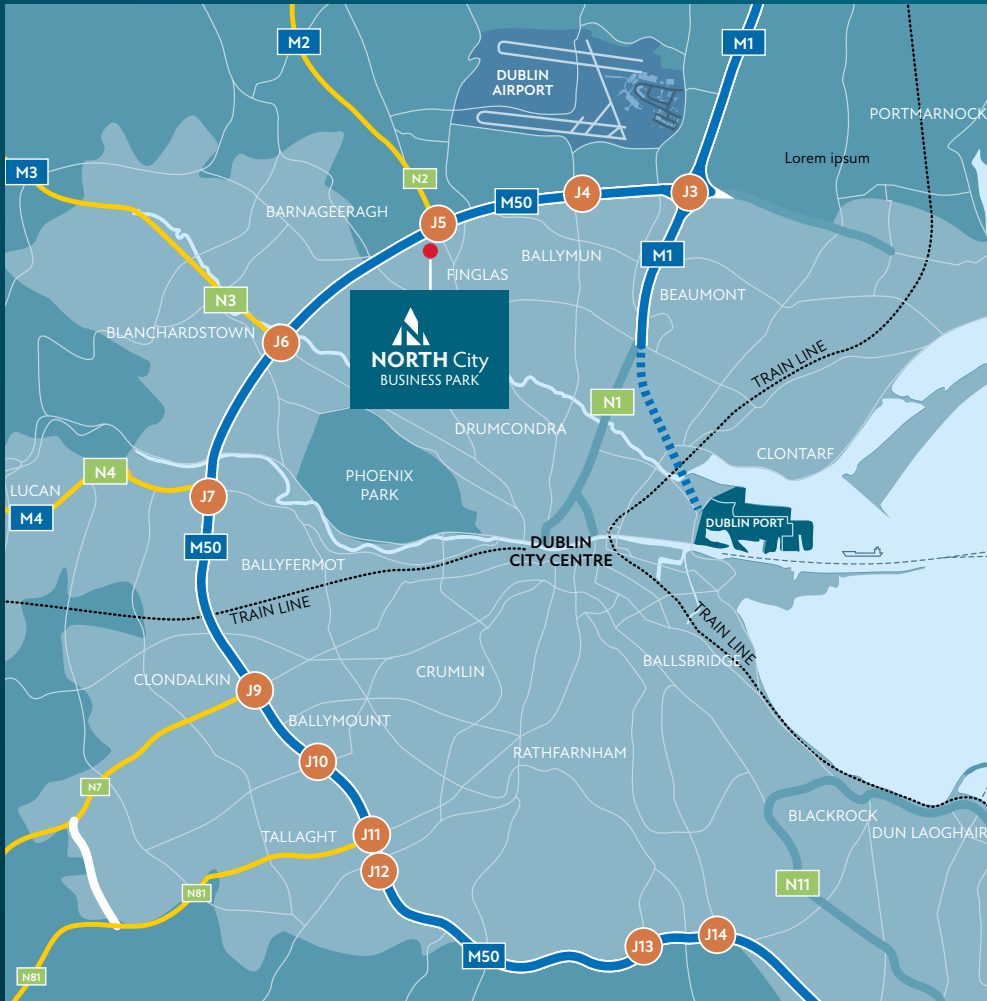 M2
M1
DUBLIN
AIRPORT
PORTMARNOCK
Lorem ipsum
M3
N2
J4
J3
M50
BARNAGEERAGH
J5
BALLYMUN
M1
FINGLAS
BEAUMONT
N3
BLANCHARDSTOWN
J6
NORTH City
BUSINESS PARK
TRAIN LINE
N1
DRUMCONDRA
CLONTARF
N4
PHOENIX
PARK
LUCAN
J7
M4
DUBLIN PORT
M50
DUBLIN
CITY CENTRE
BALLYFERMOT
TRAIN LINE
TRAIN LINE
BALLSBRIDGE
CRUMLIN
CLONDALKIN
J9
BALLYMOUNT
RATHFARNHAM
J10
N7
BLACKROCK
TALLAGHT
J11
DUN LAOGHAIR
J12
N81
N11
J13
J14
M50
N81